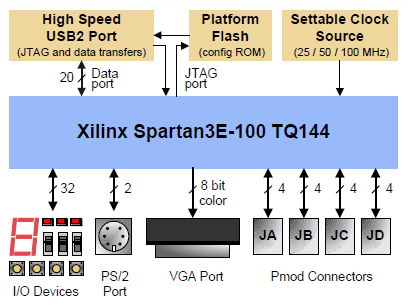 High Speed
USB2 Port
(JTAG and data transfers)
Platform
Flash
(config ROM)
Settable Clock
Source
(25 / 50 / 100 MHz)
20
Data
port
JTAG
port
Xilinx Spartan3E-100 TQ144
32
2
8 bit
color
4
4
4
4
JA
JB
JC
JD
I/O Devices
PS/2
Port
VGA Port
Pmod Connectors